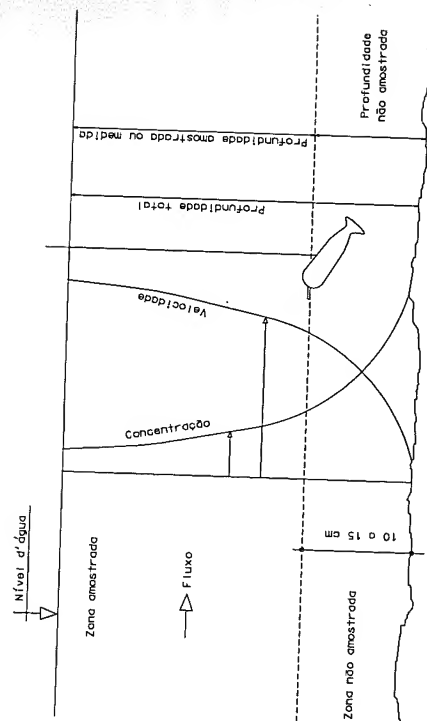 Nível d'água
Zona amostrada
Fluxo
Zona não amostrada
10 a 15 cm
Concentração
Velocidade
Profundidade total
Profundidade amostrada ou medida
Profundidade
não amostrada